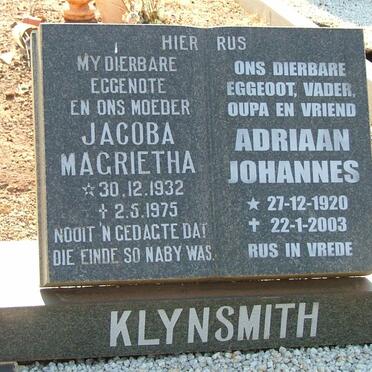 HIER RUS
MY DIERBARE
EGGENOTE
EN ONS MOEDER
JACOBA
MAGRIETHA
☆ 30.12.1932
✝ 2.5.1975
NOOIT 'N GEDAGTE DAT
DIE EINDE SO NABY WAS.
ONS DIERBARE
EGGEOOT, VADER,
OUPA EN VRIEND
ADRIAAN
JOHANNES
★ 27-12-1920
✝ 22-1-2003
RUS IN VREDE
KLYNSMITH